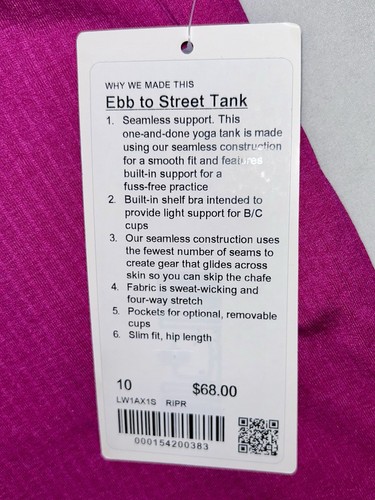 WHY WE MADE THIS
Ebb to Street Tank
1. Seamless support. This
one-and-done yoga tank is made
using our seamless construction
for a smooth fit and features
built-in support for a
fuss-free practice
2. Built-in shelf bra intended to
provide light support for B/C
cups
3. Our seamless construction uses
the fewest number of seams to
create gear that glides across
skin so you can skip the chafe
4. Fabric is sweat-wicking and
four-way stretch
5. Pockets for optional, removable
cups
6. Slim fit, hip length
10 $68.00
LW1AX1S RIPR
000154200383